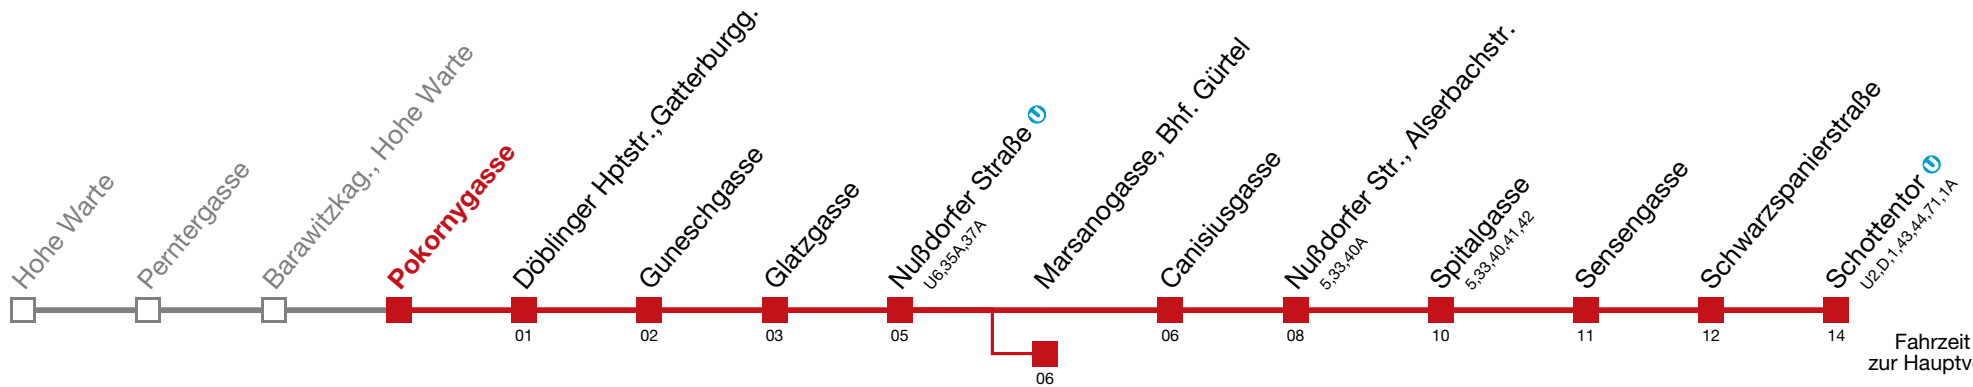 Hohe Warte
Perntergasse
Barawitzkag., Hohe Warte
Pokornygasse
Döblinger Hptstr.,Gatterburgg.
Guneschgasse
Glatzgasse
Nußdorfer Straße U
U6,35A,37A
Marsanogasse, Bhf. Gürtel
Canisiusgasse
Nußdorfer Str., Alserbachstr.
5,33,40A
Spitalgasse
5,33,40,41,42
Sensengasse
Schwarzspanierstraße
Schottentor U
U2,D,1,43,44,71,1A
01
02
03
05
06
06
08
10
11
12
14
Fahrzeit
zur Hauptve